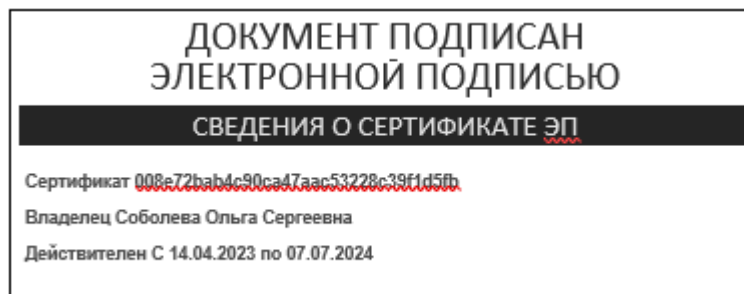 ДОКУМЕНТ ПОДПИСАН
ЭЛЕКТРОННОЙ ПОДПИСЬЮ
СВЕДЕНИЯ О СЕРТИФИКАТЕ ЭП
Сертификат 008e72bab4c90ca47aac53228c39f1d5fb
Владелец Соболева Ольга Сергеевна
Действителен С 14.04.2023 по 07.07.2024